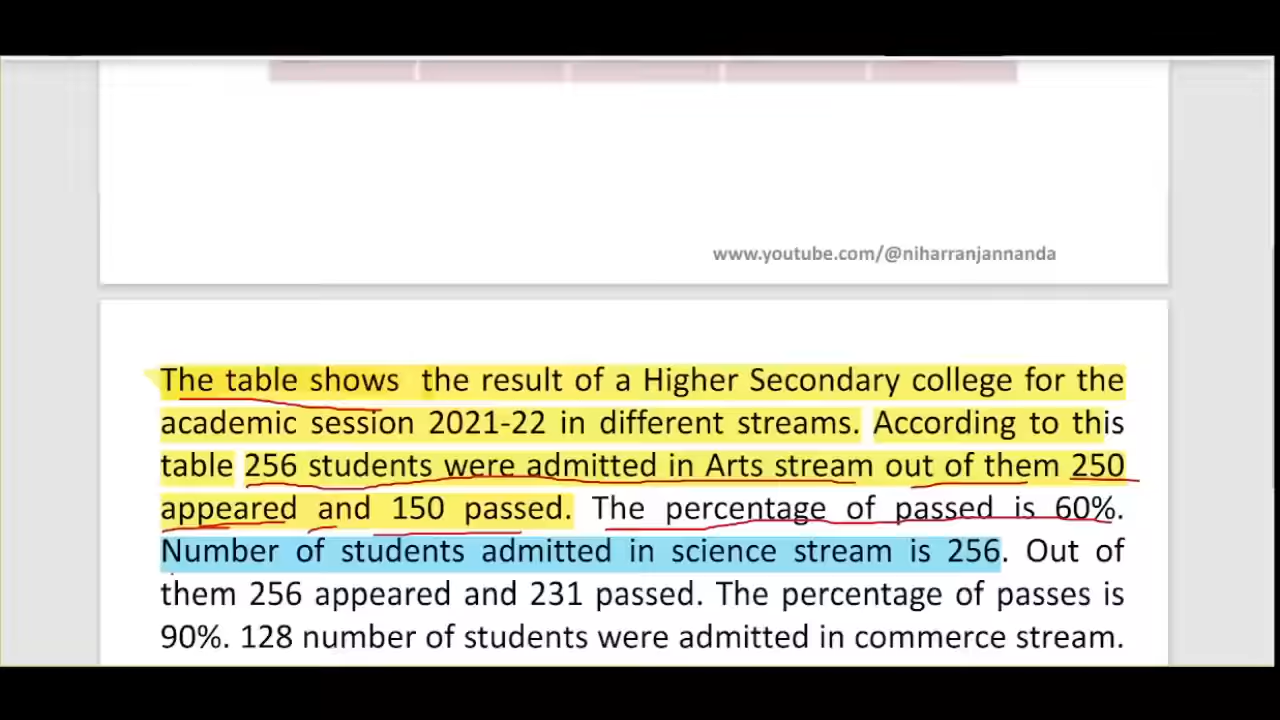 www.youtube.com/@niharranjannanda
The table shows the result of a Higher Secondary college for the
academic session 2021-22 in different streams. According to this
table 256 students were admitted in Arts stream out of them 250
appeared and 150 passed. The percentage of passed is 60%.
Number of students admitted in science stream is 256. Out of
them 256 appeared and 231 passed. The percentage of passes is
90%. 128 number of students were admitted in commerce stream.